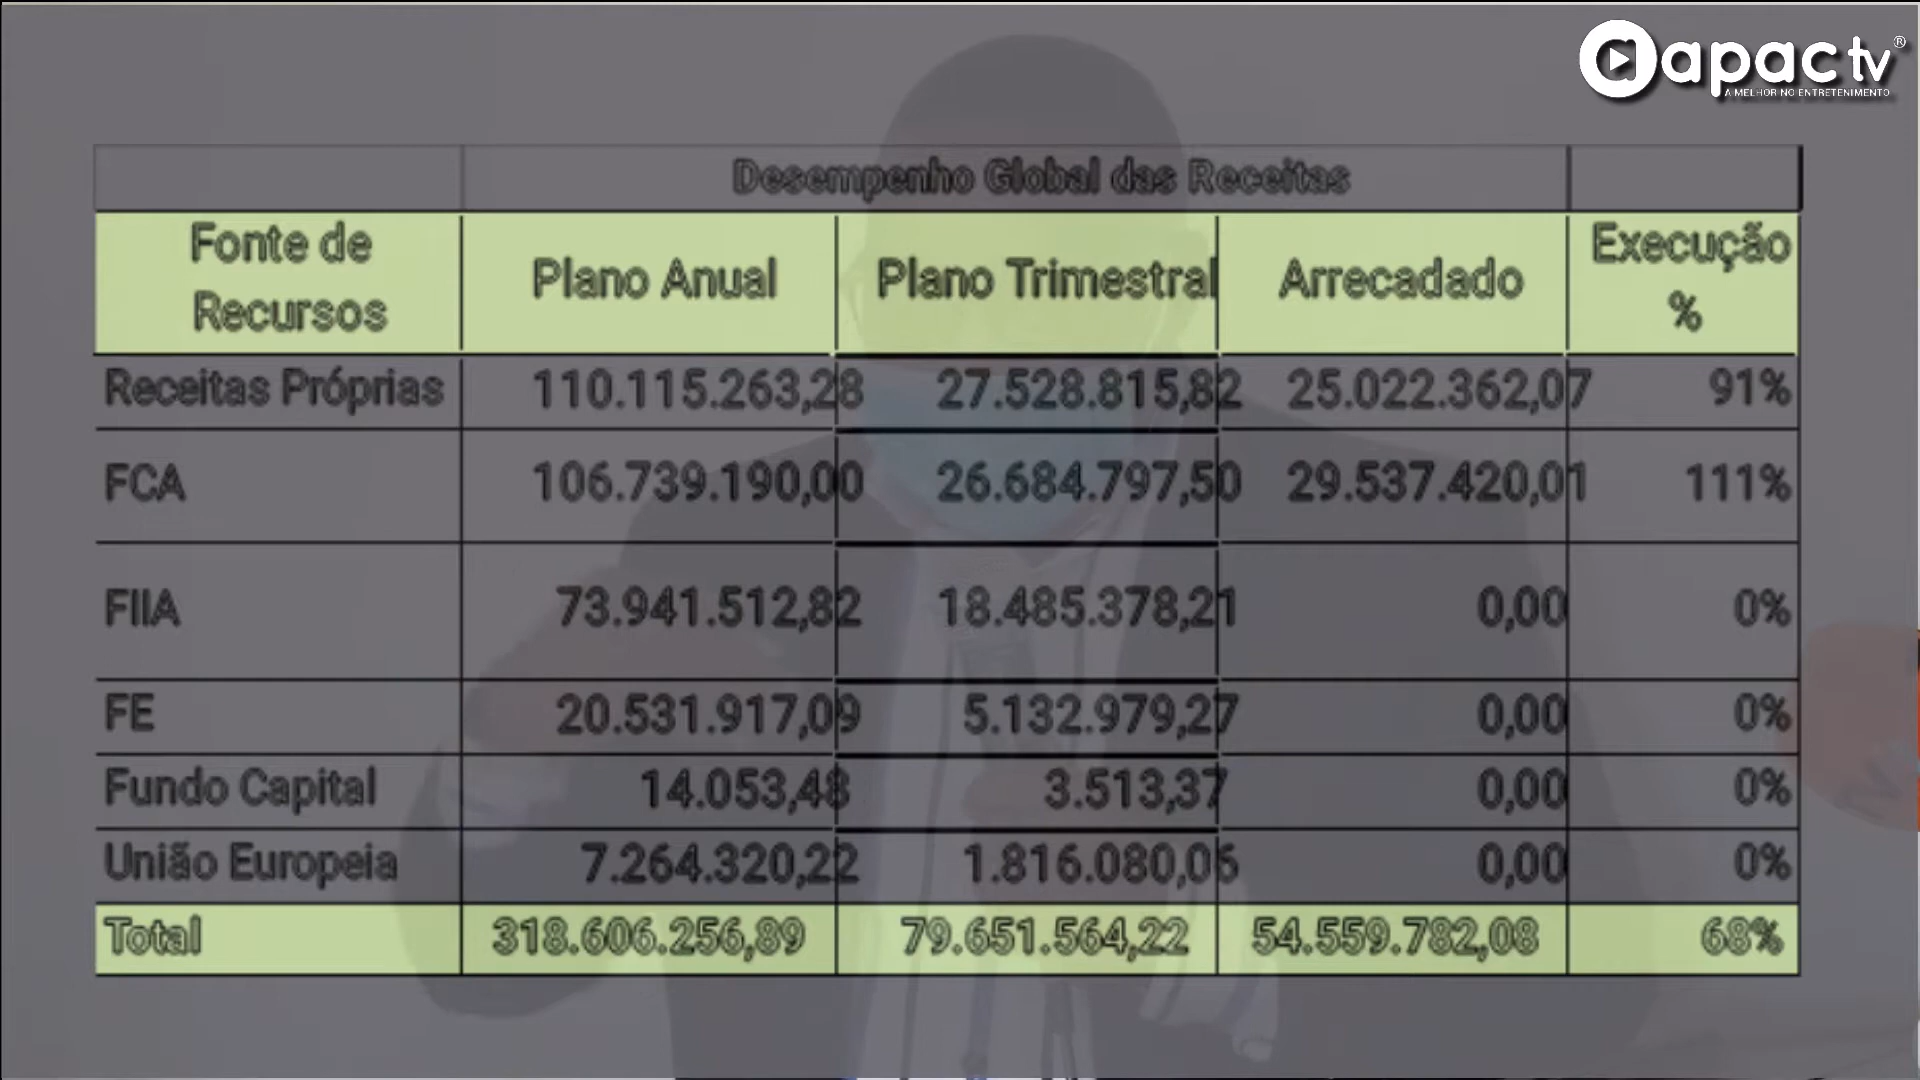 apactv®
A MELHOR NO ENTRETENIMENTO
Desempenho Global das Receitas
Fonte de Recursos Plano Anual Plano Trimestral Arrecadado Execução %
Receitas Próprias 110.115.263,28 27.528.815,82 25.022.362,07 91%
FCA 106.739.190,00 26.684.797,50 29.537.420,01 111%
FIIA 73.941.512,82 18.485.378,21 0,00 0%
FE 20.531.917,09 5.132.979,27 0,00 0%
Fundo Capital 14.053,48 3.513,37 0,00 0%
União Europeia 7.264.320,22 1.816.080,06 0,00 0%
Total 318.606.256,89 79.651.564,22 54.559.782,08 68%